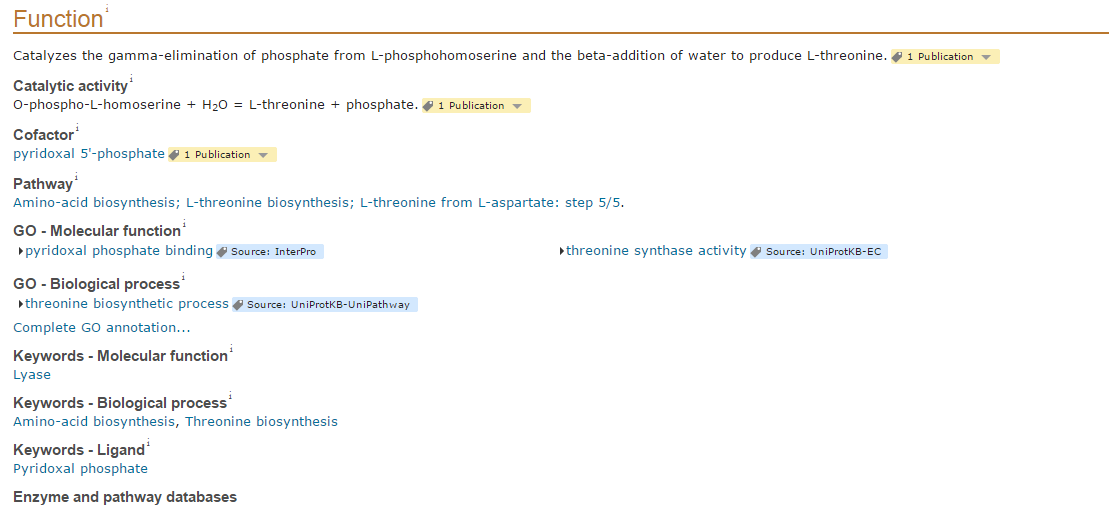 Function i
Catalyzes the gamma-elimination of phosphate from L-phosphohomoserine and the beta-addition of water to produce L-threonine. 1 Publication
Catalytic activity i
O-phospho-L-homoserine + H2O = L-threonine + phosphate. 1 Publication
Cofactor i
pyridoxal 5'-phosphate 1 Publication
Pathway i
Amino-acid biosynthesis; L-threonine biosynthesis; L-threonine from L-aspartate: step 5/5.
GO - Molecular function i
pyridoxal phosphate binding Source: InterPro threonine synthase activity Source: UniProtKB-EC
GO - Biological process i
threonine biosynthetic process Source: UniProtKB-UniPathway
Complete GO annotation...
Keywords - Molecular function i
Lyase
Keywords - Biological process i
Amino-acid biosynthesis, Threonine biosynthesis
Keywords - Ligand i
Pyridoxal phosphate
Enzyme and pathway databases